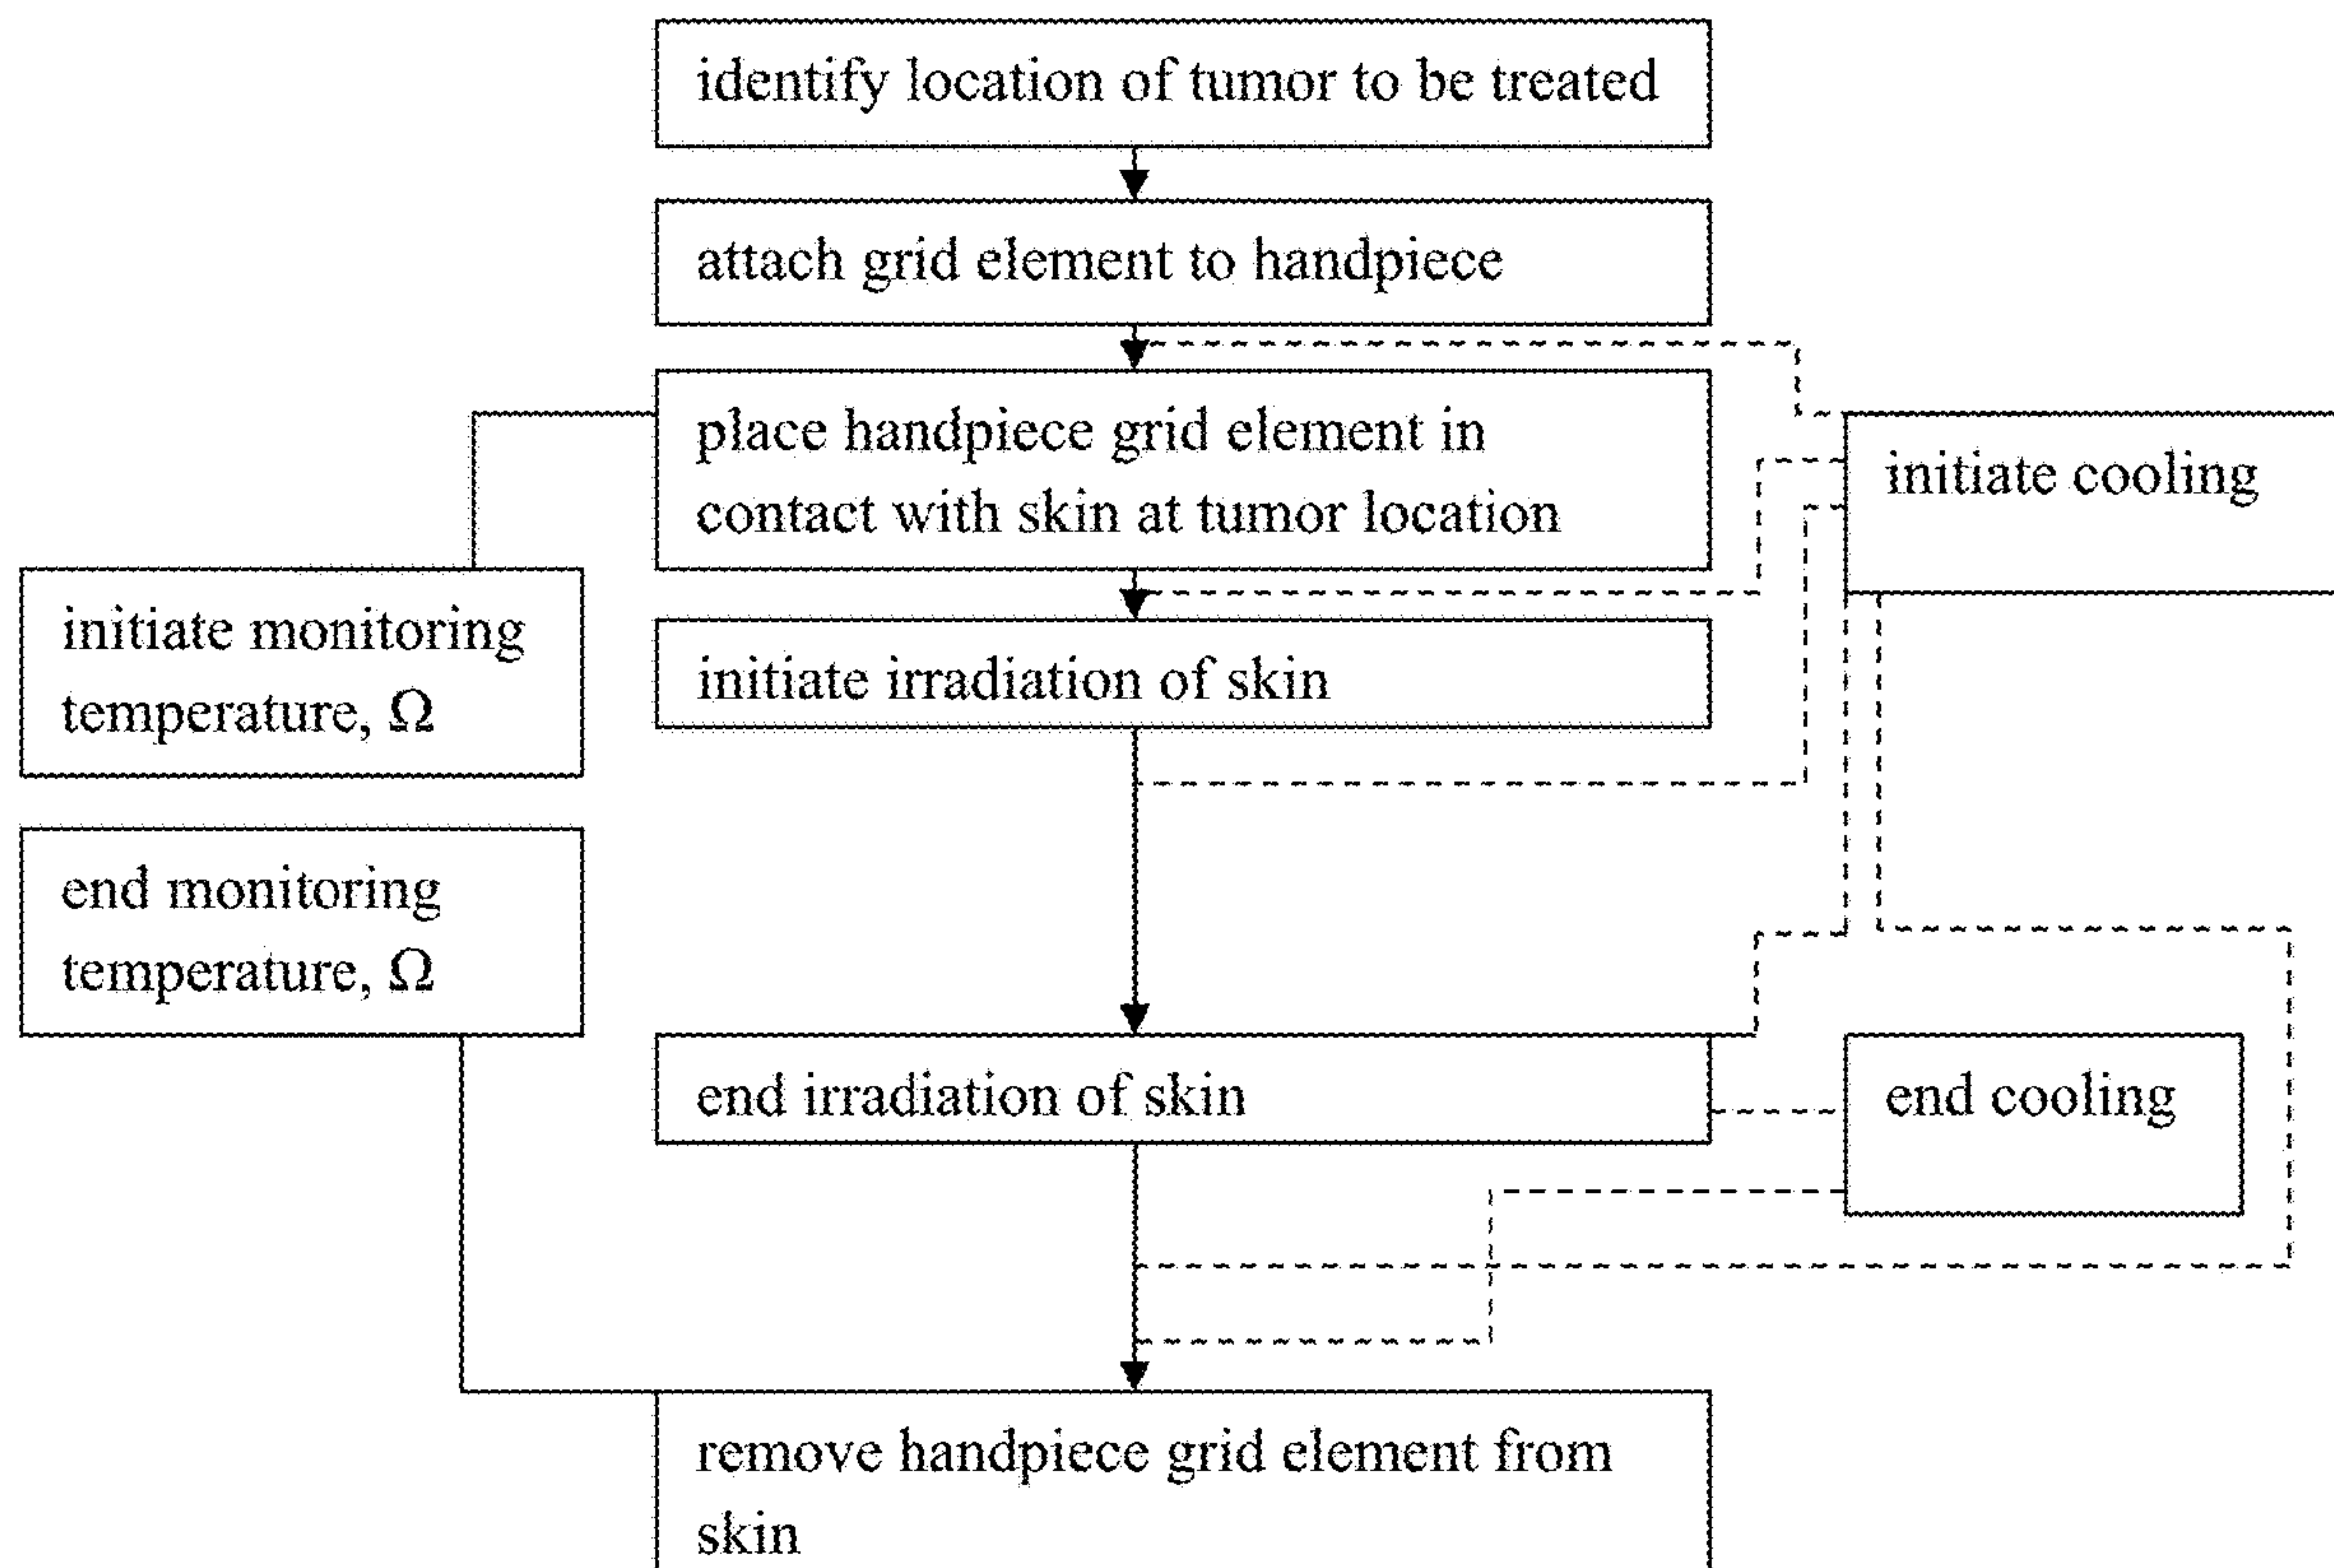 identify location of tumor to be treated
attach grid element to handpiece
place handpiece grid element in
contact with skin at tumor location
initiate cooling
initiate monitoring
temperature, Ω
initiate irradiation of skin
end monitoring
temperature, Ω
end irradiation of skin
end cooling
remove handpiece grid element from
skin